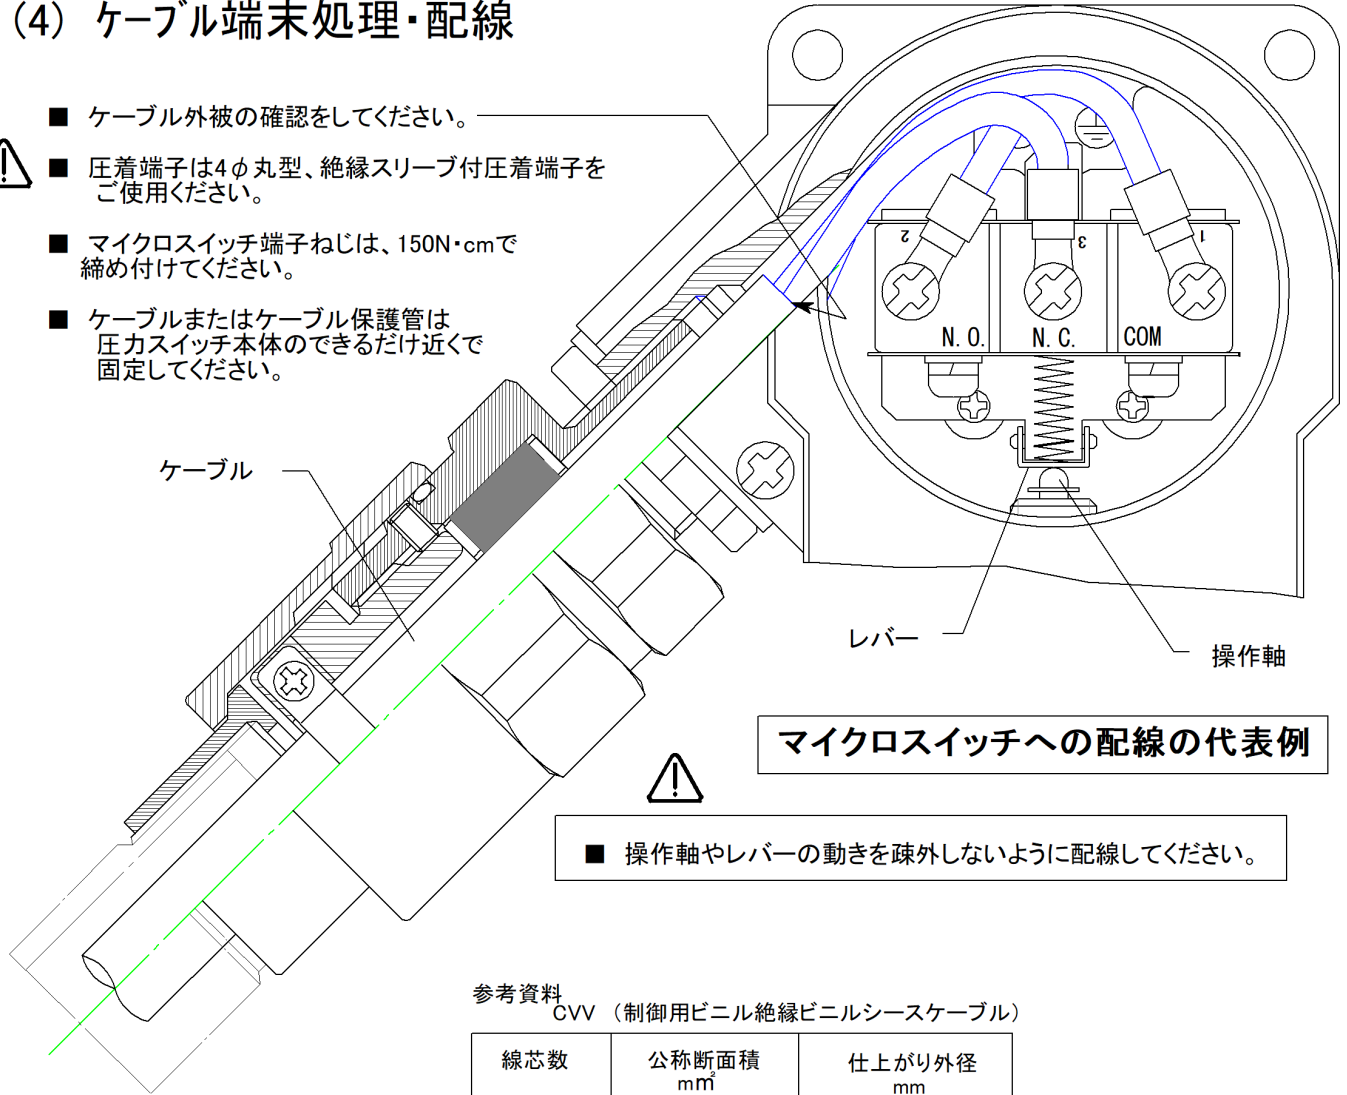 (4) ケーブル端末処理・配線
■ ケーブル外被の確認をしてください。
■ 圧着端子は4φ丸型、絶縁スリーブ付圧着端子を
ご使用ください。
■ マイクロスイッチ端子ねじは、150N・cmで
締め付けてください。
■ ケーブルまたはケーブル保護管は
圧力スイッチ本体のできるだけ近くで
固定してください。
2 3 1
N.O. N.C. COM
ケーブル
レバー
操作軸
マイクロスイッチへの配線の代表例
■ 操作軸やレバーの動きを疎外しないように配線してください。
参考資料
CVV (制御用ビニル絶縁ビニルシースケーブル)
線芯数 公称断面積 仕上がり外径
mm² mm